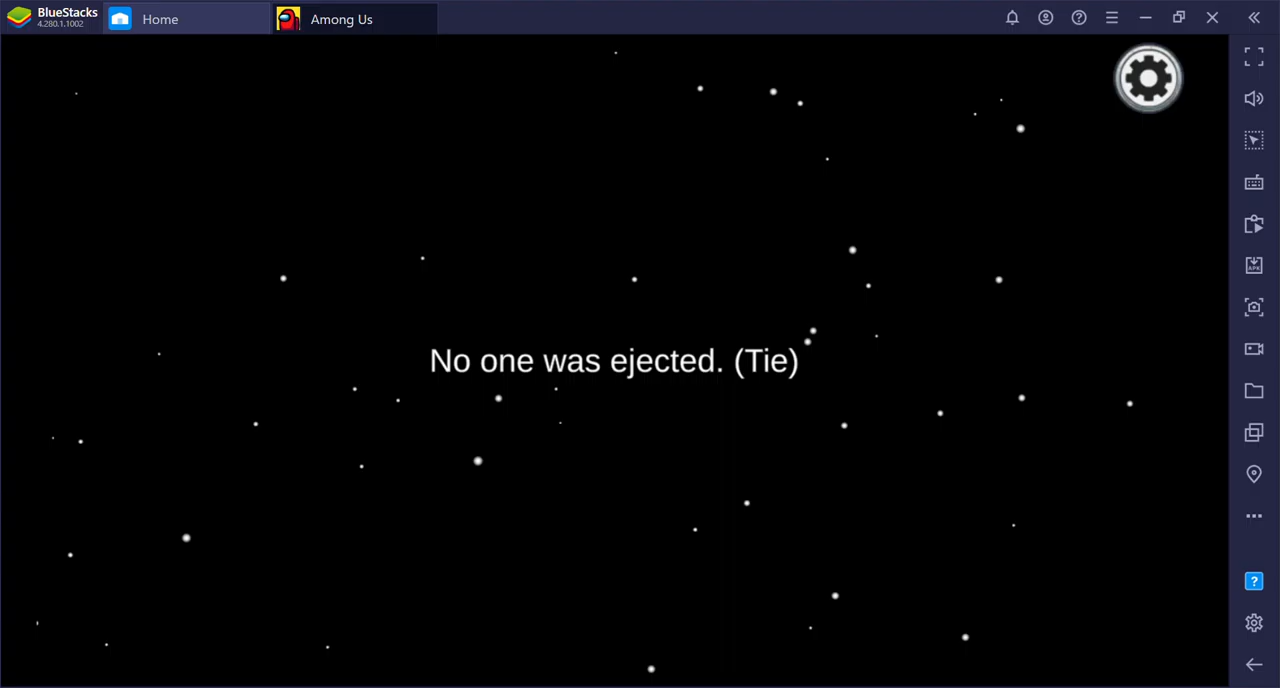 BlueStacks
4.280.1.1002
Home
Among Us
No one was ejected. (Tie)
APK
?